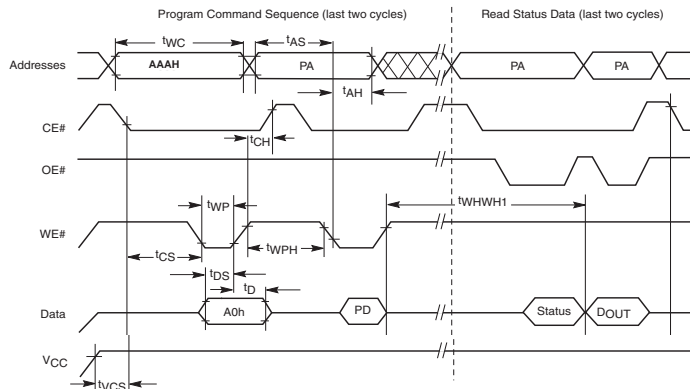 Program Command Sequence (last two cycles)
Read Status Data (last two cycles)
tWC
tAS
Addresses
AAAH
PA
PA
PA
tAH
CE#
tCH
OE#
tWP
tWHWH1
WE#
tCS
tWPH
tDS
tD
Data
A0h
PD
Status
DOUT
VCC
tVCS